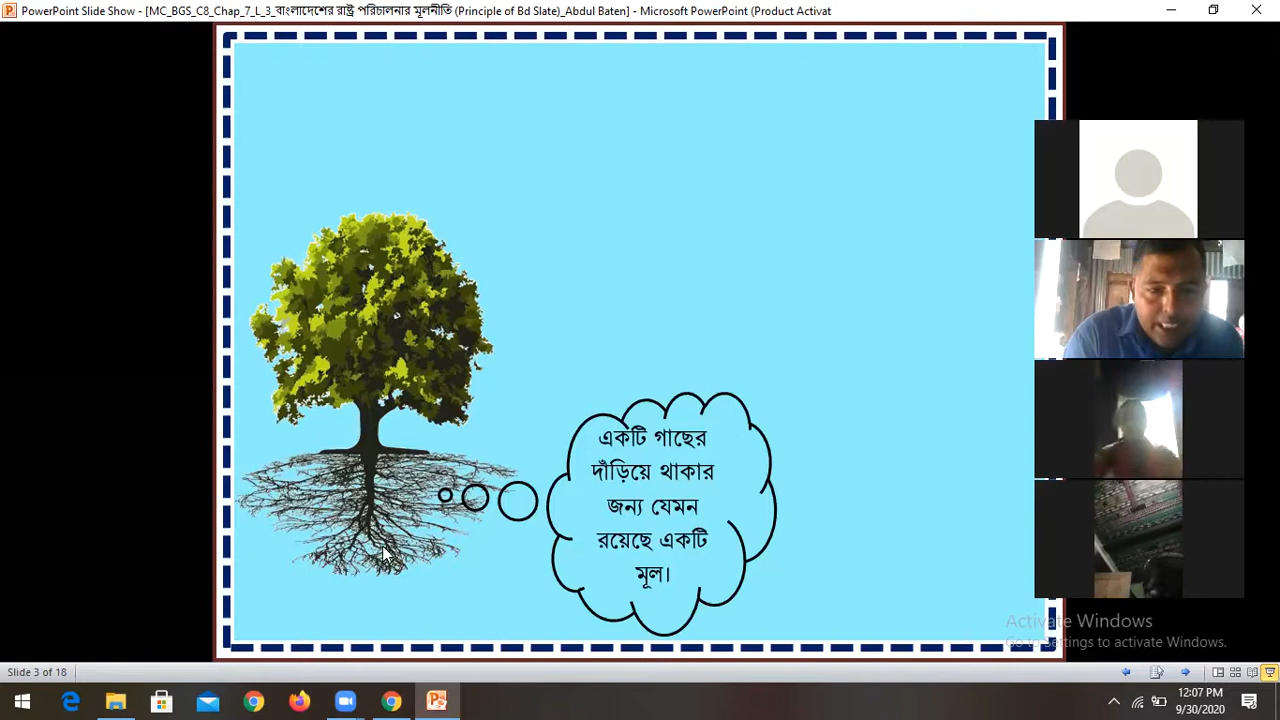 PowerPoint Slide Show - [MC_BGS_C8_Chap_7_L_3_বাংলাদেশের রাষ্ট্র পরিচালনার মূলনীতি (Principle of Bd Slate)_Abdul Baten] - Microsoft PowerPoint (Product Activat
একটি গাছের
দাঁড়িয়ে থাকার
জন্য যেমন
রয়েছে একটি
মূল।
Activate Windows
Go to Settings to activate Windows.
Slide 3 of 18
12:07 PM
9/30/2020